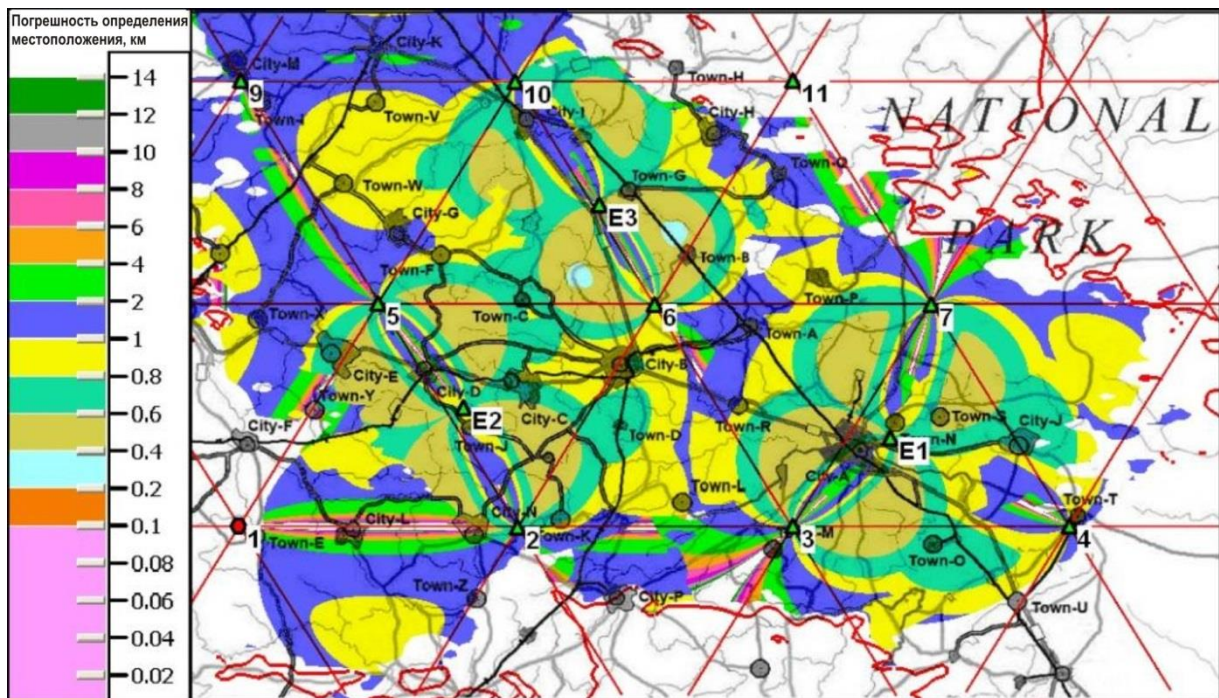 Погрешность определения
местоположения, км
14
12
10
8
6
4
2
1
0.8
0.6
0.4
0.2
0.1
0.08
0.06
0.04
0.02
City-M
9
City-K
Town-V
10
City-I
Town-H
11
City-H
NATIONAL
Town-W
City-G
Town-G
Town-Q
E3
PARK
Town-F
Town-B
Town-P
Town-X
5
Town-C
6
Town-A
7
City-E
City-D
City-B
Town-Y
E2
City-C
Town-R
Town-S
City-F
Town-J
Town-D
E1
Town-N
City-J
City-A
Town-L
City-N
Town-T
1
City-L
2
3
4
Town-E
Town-K
Town-O
Town-Z
City-P
Town-U